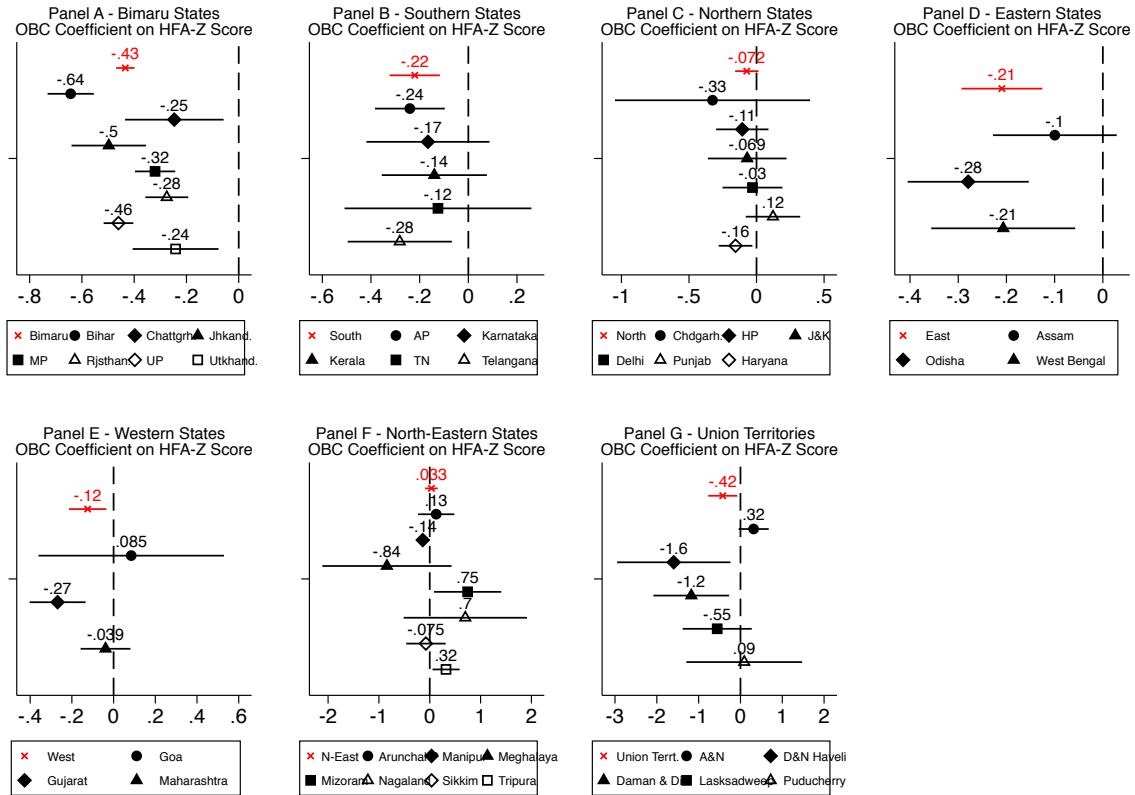 Panel A - Bimaru States
OBC Coefficient on HFA-Z Score
-.43
-.64
-.25
-.5
-.32
-.28
-.46
-.24
-.8 -.6 -.4 -.2 0
Bimaru Bihar Chattgrh Jhkand.
MP Rjsthan UP Utkhand.
Panel B - Southern States
OBC Coefficient on HFA-Z Score
-.22
-.24
-.17
-.14
-.12
-.28
-.6 -.4 -.2 0 .2
South AP Karnataka
Kerala TN Telangana
Panel C - Northern States
OBC Coefficient on HFA-Z Score
-.072
-.33
-.11
-.069
-.03
.12
-.16
-1 -.5 0 .5
North Chdgarh. HP J&K
Delhi Punjab Haryana
Panel D - Eastern States
OBC Coefficient on HFA-Z Score
-.21
-.1
-.28
-.21
-.4 -.3 -.2 -.1 0
East Assam
Odisha West Bengal
Panel E - Western States
OBC Coefficient on HFA-Z Score
-.12
.085
-.27
-.039
-.4 -.2 0 .2 .4 .6
West Goa
Gujarat Maharashtra
Panel F - North-Eastern States
OBC Coefficient on HFA-Z Score
.033
.13
-.14
-.84
.75
.7
-.075
.32
-2 -1 0 1 2
N-East Arunchal Manipur Meghalaya
Mizoram Nagaland Sikkim Tripura
Panel G - Union Territories
OBC Coefficient on HFA-Z Score
-.42
.32
-1.6
-1.2
-.55
.09
-3 -2 -1 0 1 2
Union Terrt. A&N D&N Haveli
Daman & D Lasksadweep Puducherry